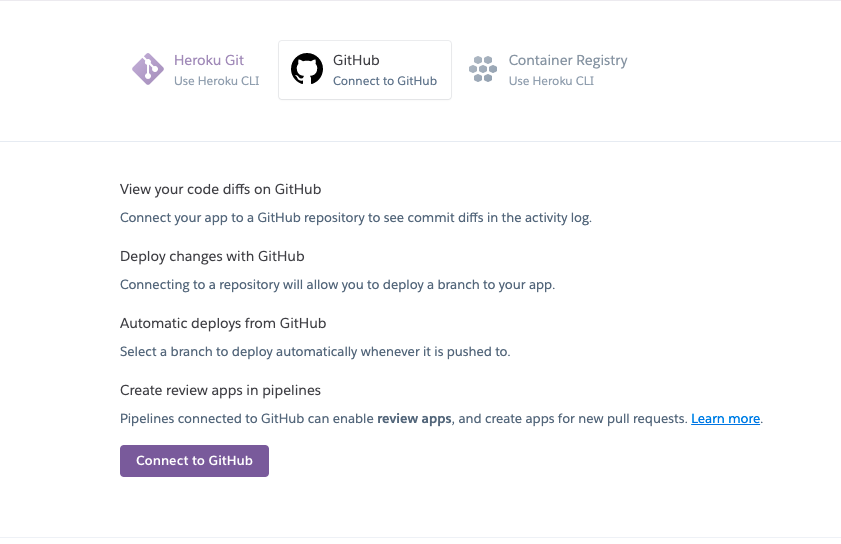 Heroku Git
Use Heroku CLI
GitHub
Connect to GitHub
Container Registry
Use Heroku CLI
View your code diffs on GitHub
Connect your app to a GitHub repository to see commit diffs in the activity log.
Deploy changes with GitHub
Connecting to a repository will allow you to deploy a branch to your app.
Automatic deploys from GitHub
Select a branch to deploy automatically whenever it is pushed to.
Create review apps in pipelines
Pipelines connected to GitHub can enable review apps, and create apps for new pull requests. Learn more.
Connect to GitHub